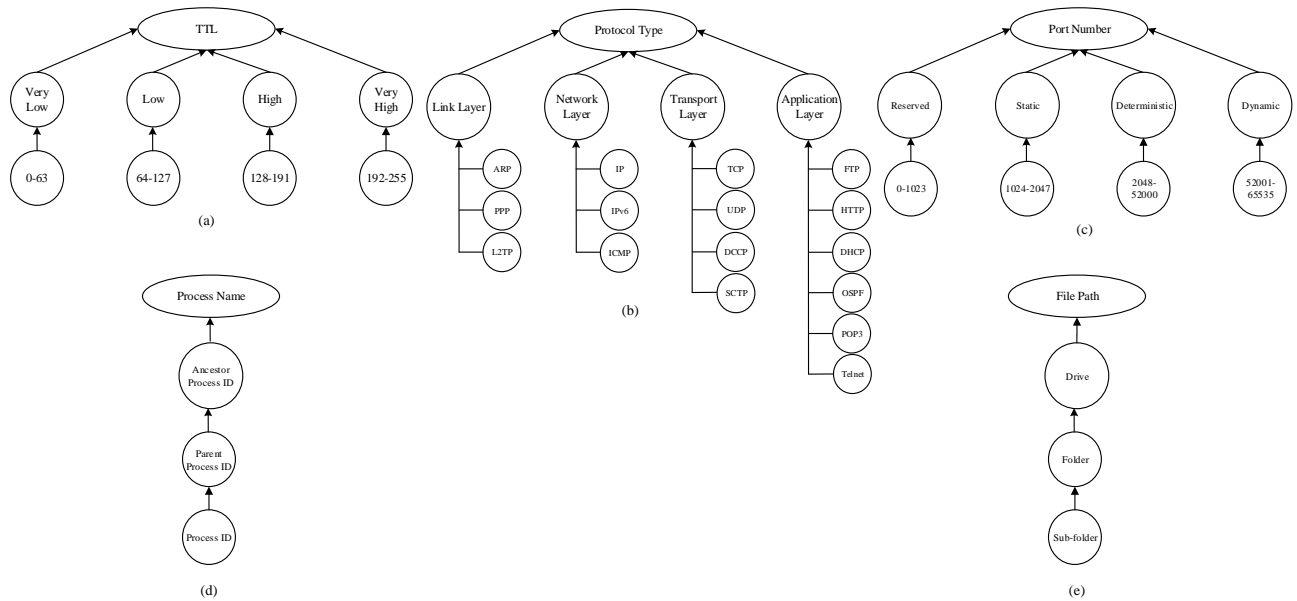 TTL
Very
Low
Low
High
Very
High
0-63
64-127
128-191
192-255
(a)
Protocol Type
Link Layer
Network
Layer
Transport
Layer
Application
Layer
ARP
PPP
L2TP
IP
IPv6
ICMP
TCP
UDP
DCCP
SCTP
FTP
HTTP
DHCP
OSPF
POP3
Telnet
(b)
Port Number
Reserved
Static
Deterministic
Dynamic
0-1023
1024-2047
2048-
52000
52001-
65535
(c)
Process Name
Ancestor
Process ID
Parent
Process ID
Process ID
(d)
File Path
Drive
Folder
Sub-folder
(e)